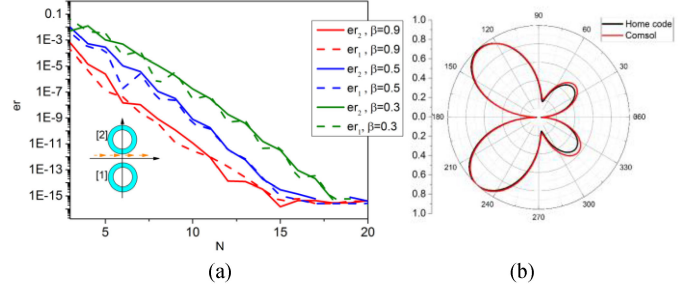 (a)
0.1
1E-3
1E-5
1E-7
1E-9
1E-11
1E-13
1E-15
er
5
10
15
20
N
er₂ , β=0.9
er₁ , β=0.9
er₂ , β=0.5
er₁ , β=0.5
er₂ , β=0.3
er₁, β=0.3
[2]
[1]
(a)
(b)
Home code
Comsol
1.0
0.8
0.6
0.4
0.2
0.0
0.2
0.4
0.6
0.8
1.0
90
120
60
150
30
180
360
210
330
240
300
270
(b)